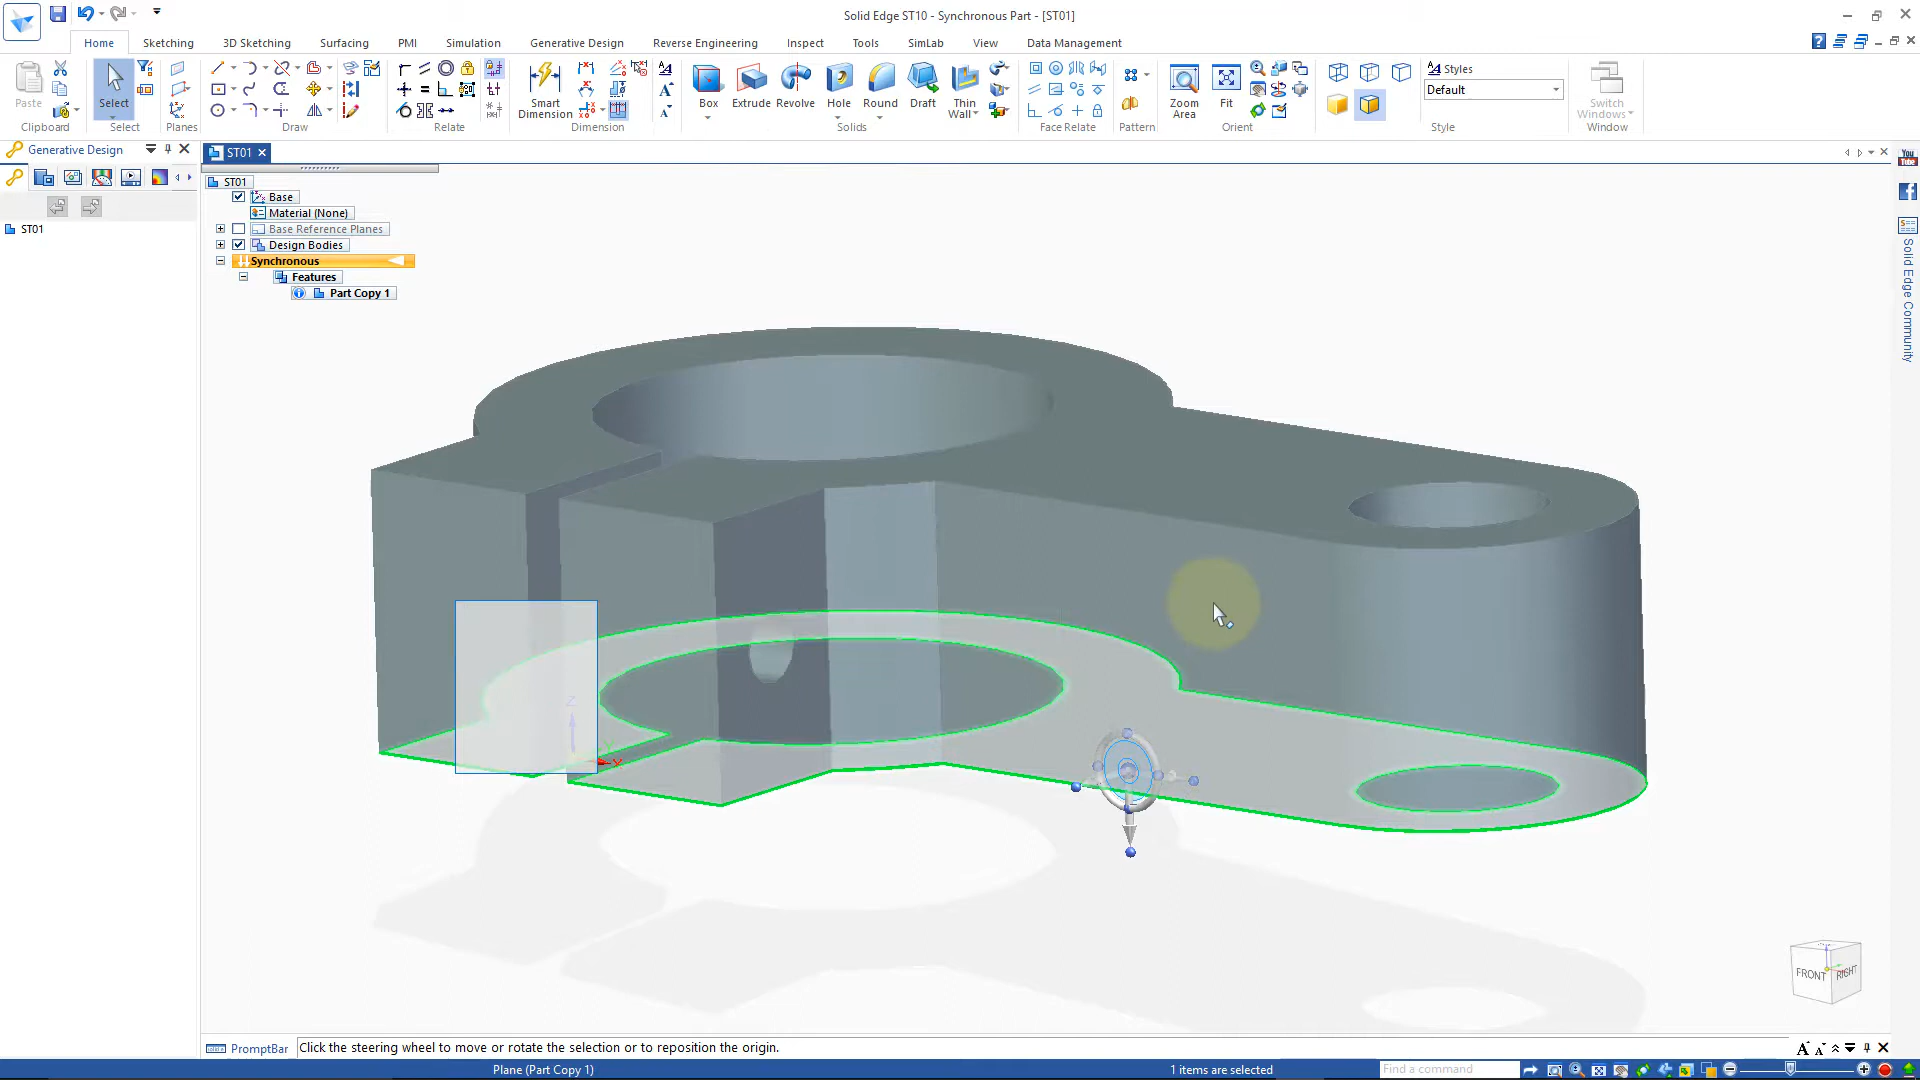 Solid Edge ST10 - Synchronous Part - [ST01]
Home Sketching 3D Sketching Surfacing PMI Simulation Generative Design Reverse Engineering Inspect Tools SimLab View Data Management
Paste
Clipboard
Select
Select
Planes
Draw
Relate
Smart Dimension
Dimension
Box Extrude Revolve Hole Round Draft Thin Wall
Solids
Face Relate
Pattern
Zoom Area Fit
Orient
Styles
Default
Style
Switch Windows
Window
Generative Design
ST01
ST01
ST01
Base
Material (None)
Base Reference Planes
Design Bodies
Synchronous
Features
Part Copy 1
You Tube
Solid Edge Community
Z
Y
X
FRONT RIGHT
PromptBar Click the steering wheel to move or rotate the selection or to reposition the origin.
Plane (Part Copy 1) 1 items are selected Find a command